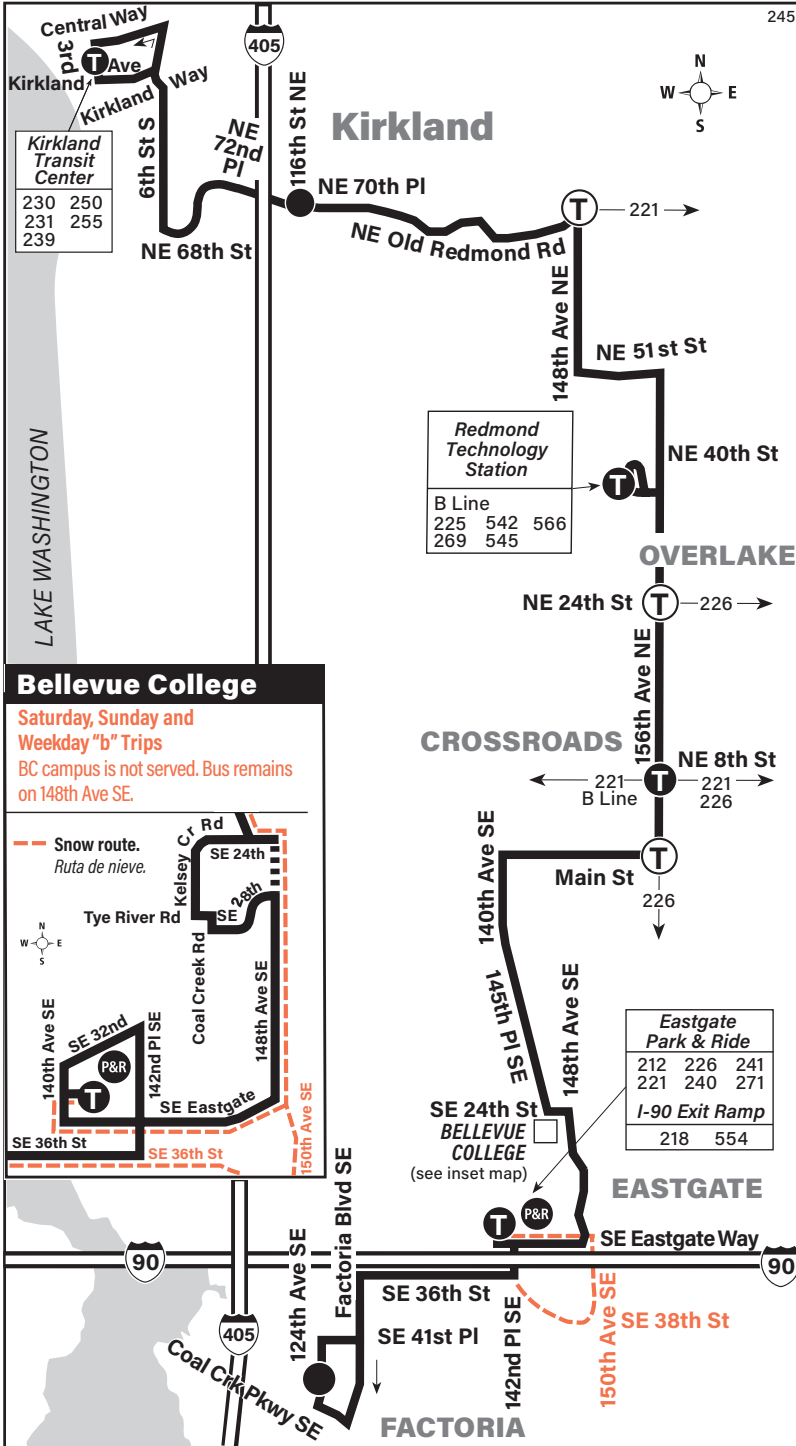 245
Central Way
3rd
T
Ave
Kirkland
Kirkland Way
405
N
W E
S
Kirkland
Transit
Center
230 250
231 255
239
6th St S
NE
72nd
Pl
116th St NE
Kirkland
NE 70th Pl
T
221
NE 68th St
NE Old Redmond Rd
148th Ave NE
NE 51st St
Redmond
Technology
Station
B Line
225 542 566
269 545
T
NE 40th St
OVERLAKE
LAKE WASHINGTON
NE 24th St
T
226
156th Ave NE
CROSSROADS
NE 8th St
221
B Line
T
221
226
Main St
T
226
140th Ave SE
145th Pl SE
148th Ave SE
Bellevue College
Saturday, Sunday and
Weekday "b" Trips
BC campus is not served. Bus remains
on 148th Ave SE.
Snow route.
Ruta de nieve.
Kelsey Cr Rd
SE 24th
SE 28th
Tye River Rd
Coal Creek Rd
N
W E
S
148th Ave SE
140th Ave SE
SE 32nd
142nd Pl SE
P&R
T
SE Eastgate
150th Ave SE
SE 36th St
SE 36th St
Eastgate
Park & Ride
212 226 241
221 240 271
I-90 Exit Ramp
218 554
SE 24th St
BELLEVUE
COLLEGE
(see inset map)
EASTGATE
P&R
T
SE Eastgate Way
90
90
124th Ave SE
Factoria Blvd SE
SE 36th St
142nd Pl SE
150th Ave SE
SE 38th St
405
SE 41st Pl
Coal Crk Pkwy SE
FACTORIA